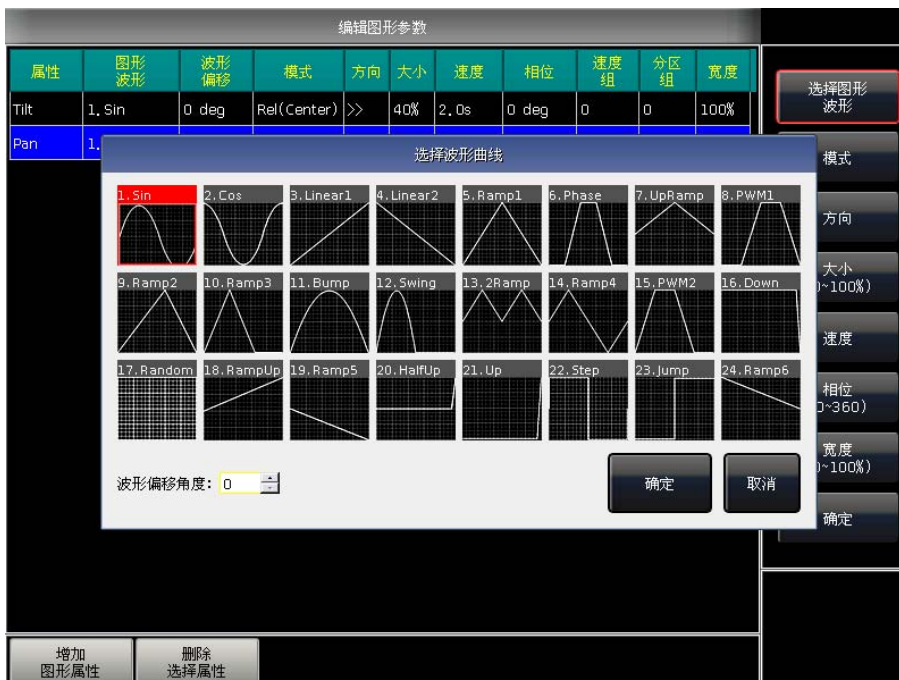 编辑图形参数
属性
图形
波形
波形
偏移
模式
方向
大小
速度
相位
速度
组
分区
组
宽度
Tilt
1.Sin
0 deg
Rel(Center)
>>
40%
2.0s
0 deg
0
0
100%
Pan
1.
选择波形曲线
1.Sin
2.Cos
3.Linear1
4.Linear2
5.Ramp1
6.Phase
7.UpRamp
8.PWM1
9.Ramp2
10.Ramp3
11.Bump
12.Swing
13.2Ramp
14.Ramp4
15.PWM2
16.Down
17.Random
18.RampUp
19.Ramp5
20.HalfUp
21.Up
22.Step
23.Jump
24.Ramp6
波形偏移角度: 0
确定
取消
选择图形
波形
模式
方向
大小
~100%)
速度
相位
~360)
宽度
~100%)
确定
增加
图形属性
删除
选择属性